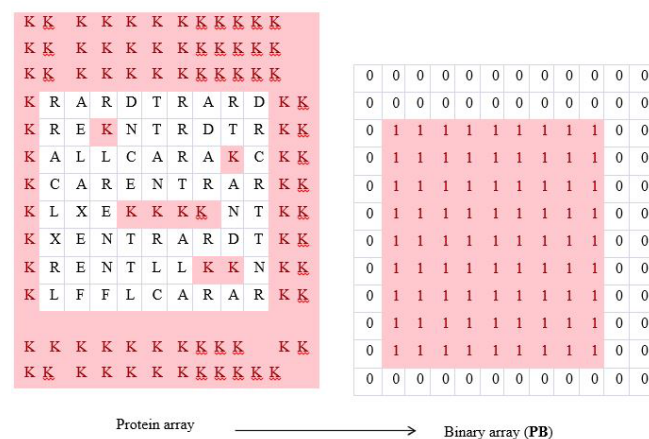 K K K K K K K K K K K K
K K K K K K K K K K K K
K K K K K K K K K K K K
K R A R D T R A R D K K
K R E K N T R D T R K K
K A L L C A R A K C K K
K C A R E N T R A R K K
K L X E K K K K N T K K
K X E N T R A R D T K K
K R E N T L L K K N K K
K L F F L C A R A R K K
K K K K K K K K K K K K
K K K K K K K K K K K K
0 0 0 0 0 0 0 0 0 0 0 0
0 0 0 0 0 0 0 0 0 0 0 0
0 1 1 1 1 1 1 1 1 1 0 0
0 1 1 1 1 1 1 1 1 1 0 0
0 1 1 1 1 1 1 1 1 1 0 0
0 1 1 1 1 1 1 1 1 1 0 0
0 1 1 1 1 1 1 1 1 1 0 0
0 1 1 1 1 1 1 1 1 1 0 0
0 1 1 1 1 1 1 1 1 1 0 0
0 1 1 1 1 1 1 1 1 1 0 0
0 1 1 1 1 1 1 1 1 1 0 0
0 0 0 0 0 0 0 0 0 0 0 0
Protein array
Binary array (PB)